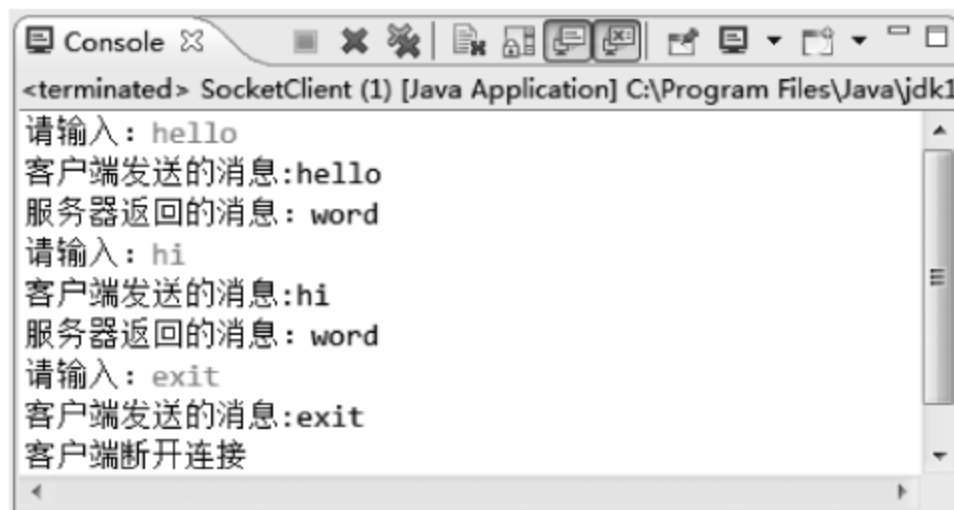 Console
<terminated> SocketClient (1) [Java Application] C:\Program Files\Java\jdk1
请输入：hello
客户端发送的消息:hello
服务器返回的消息：word
请输入：hi
客户端发送的消息:hi
服务器返回的消息：word
请输入：exit
客户端发送的消息:exit
客户端断开连接